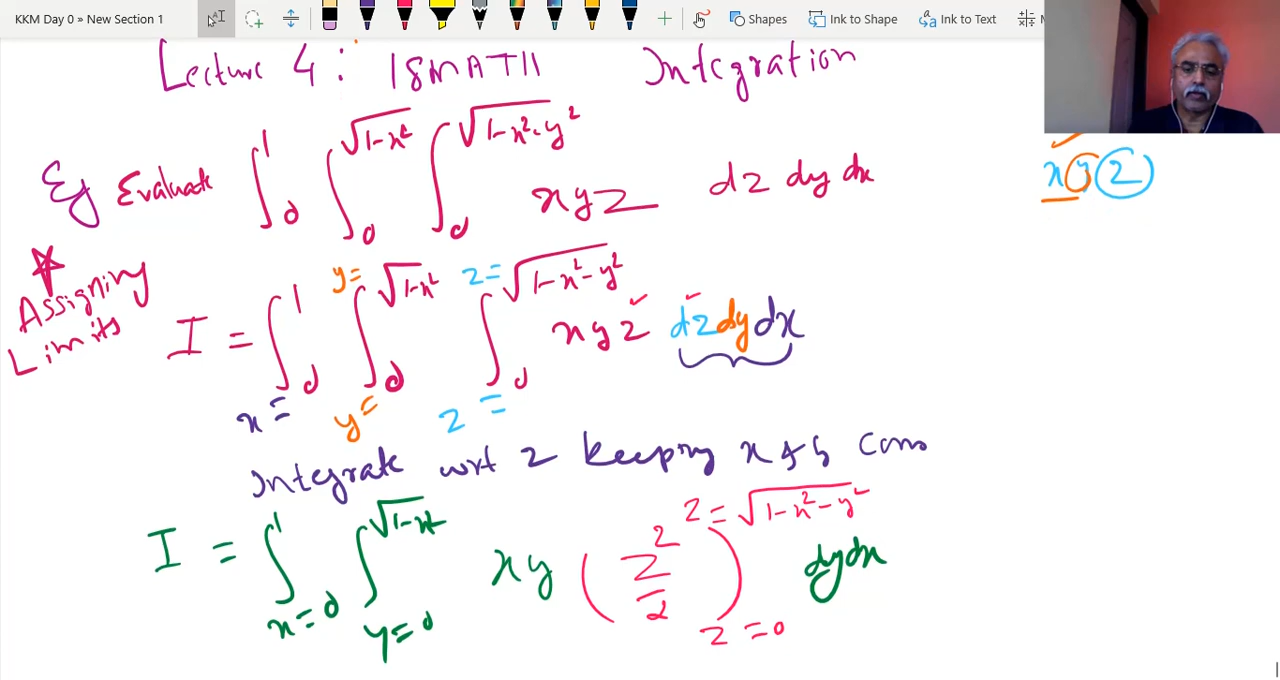 KKM Day 0 » New Section 1
Shapes Ink to Shape Ink to Text
Lecture 4 : 18MAT11 Integration
Eg Evaluate ∫₀¹ ∫₀^√(1-x²) ∫₀^√(1-x²-y²) xyz dz dy dx
x y z
Assigning Limits
I = ∫_{x=0}^{1} ∫_{y=0}^{y=√(1-x²)} ∫_{z=0}^{z=√(1-x²-y²)} xyz dz dy dx
Integrate wrt z keeping x & y cons
I = ∫_{x=0}^{1} ∫_{y=0}^{√(1-x²)} xy (z²/2)_{z=0}^{z=√(1-x²-y²)} dy dx